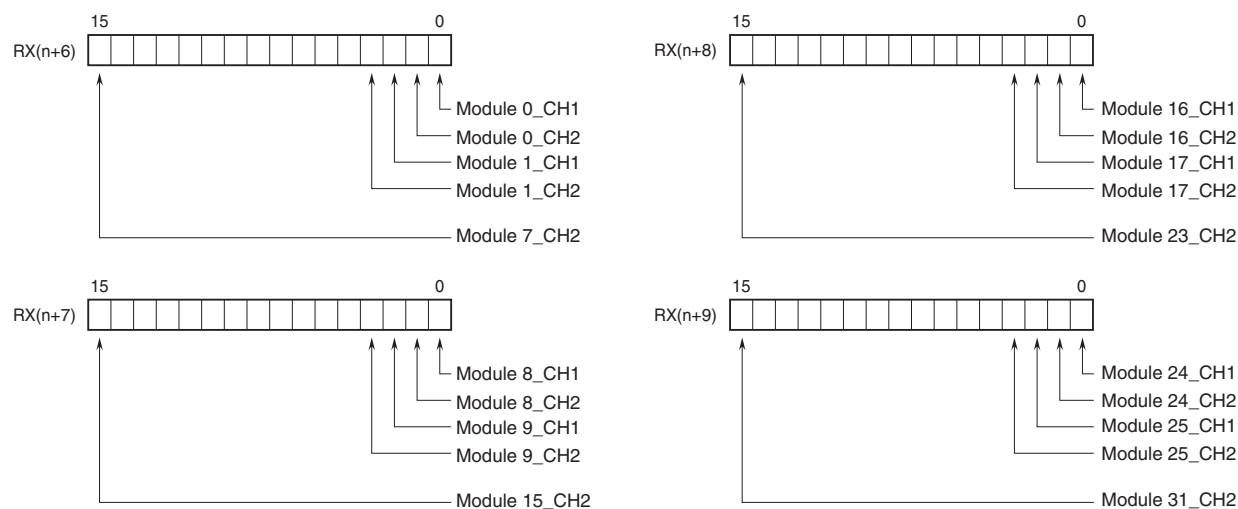 15 0
RX(n+6)
Module 0_CH1
Module 0_CH2
Module 1_CH1
Module 1_CH2
Module 7_CH2
15 0
RX(n+8)
Module 16_CH1
Module 16_CH2
Module 17_CH1
Module 17_CH2
Module 23_CH2
15 0
RX(n+7)
Module 8_CH1
Module 8_CH2
Module 9_CH1
Module 9_CH2
Module 15_CH2
15 0
RX(n+9)
Module 24_CH1
Module 24_CH2
Module 25_CH1
Module 25_CH2
Module 31_CH2